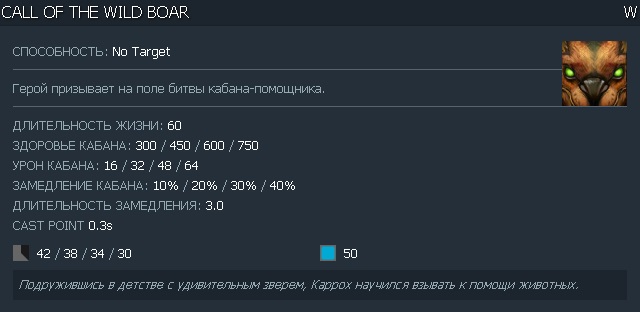 CALL OF THE WILD BOAR W
СПОСОБНОСТЬ: No Target
Герой призывает на поле битвы кабана-помощника.
ДЛИТЕЛЬНОСТЬ ЖИЗНИ: 60
ЗДОРОВЬЕ КАБАНА: 300 / 450 / 600 / 750
УРОН КАБАНА: 16 / 32 / 48 / 64
ЗАМЕДЛЕНИЕ КАБАНА: 10% / 20% / 30% / 40%
ДЛИТЕЛЬНОСТЬ ЗАМЕДЛЕНИЯ: 3.0
CAST POINT 0.3s
42 / 38 / 34 / 30 50
Подружившись в детстве с удивительным зверем, Каррох научился взывать к помощи животных.